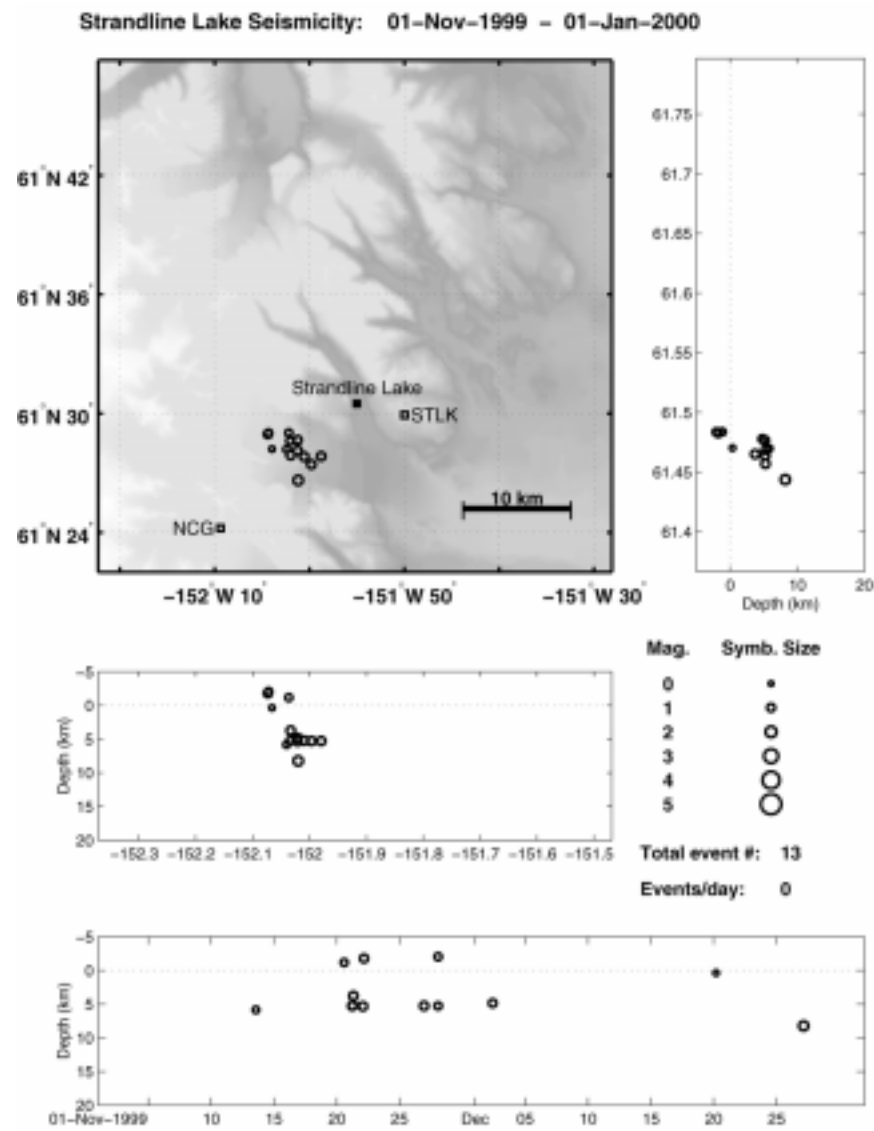 Strandline Lake Seismicity: 01-Nov-1999 - 01-Jan-2000
61°N 42'
61°N 36'
61°N 30'
61°N 24'
Strandline Lake
STLK
NCG
10 km
-152°W 10'
-151°W 50'
-151°W 30'
61.75
61.7
61.65
61.6
61.55
61.5
61.45
61.4
0 10 20
Depth (km)
-5
0
5
10
15
20
Depth (km)
-152.3 -152.2 -152.1 -152 -151.9 -151.8 -151.7 -151.6 -151.5
Mag. Symb. Size
0
1
2
3
4
5
Total event #: 13
Events/day: 0
-5
0
5
10
15
20
Depth (km)
01-Nov-1999 10 15 20 25 Dec 05 10 15 20 25